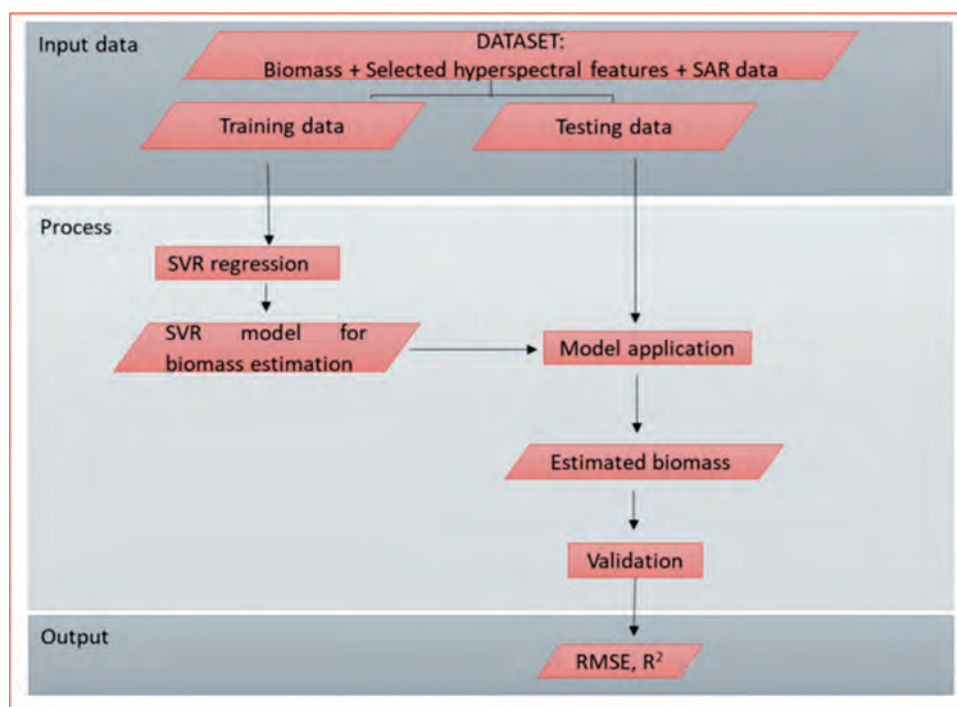 Input data
DATASET:
Biomass + Selected hyperspectral features + SAR data
Training data
Testing data
Process
SVR regression
SVR model for
biomass estimation
Model application
Estimated biomass
Validation
Output
RMSE, R²